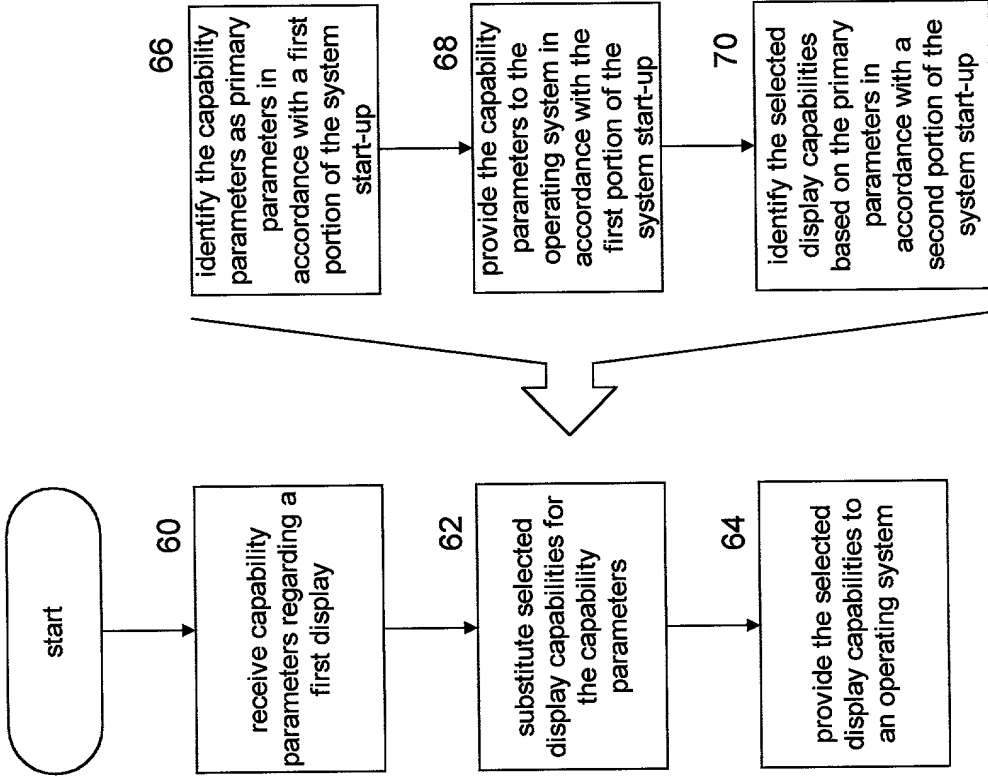 start
60
receive capability
parameters regarding a
first display
62
substitute selected
display capabilities for
the capability
parameters
64
provide the selected
display capabilities to
an operating system
66
identify the capability
parameters as primary
parameters in
accordance with a first
portion of the system
start-up
68
provide the capability
parameters to the
operating system in
accordance with the
first portion of the
system start-up
70
identify the selected
display capabilities
based on the primary
parameters in
accordance with a
second portion of the
system start-up